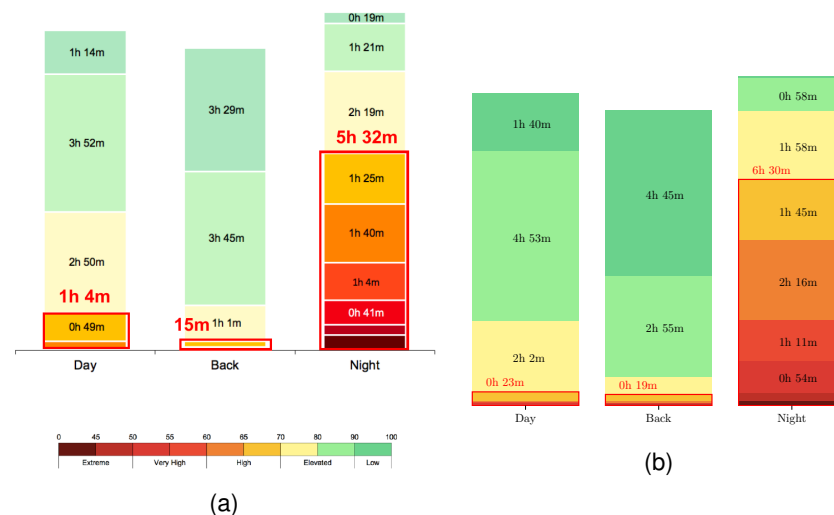 1h 14m
3h 52m
2h 50m
1h 4m
0h 49m
Day
3h 29m
3h 45m
1h 1m
15m
Back
0h 19m
1h 21m
2h 19m
5h 32m
1h 25m
1h 40m
1h 4m
0h 41m
Night
0 45 50 55 60 65 70 80 90 100
Extreme Very High High Elevated Low
(a)
1h 40m
4h 53m
2h 2m
0h 23m
Day
4h 45m
2h 55m
0h 19m
Back
0h 58m
1h 58m
6h 30m
1h 45m
2h 16m
1h 11m
0h 54m
Night
(b)